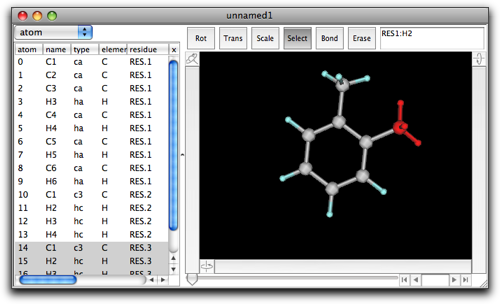 unnamed1
atom
Rot Trans Scale Select Bond Erase RES1:H2
atom name type elemen residue x
0 C1 ca C RES.1
1 C2 ca C RES.1
2 C3 ca C RES.1
3 H3 ha H RES.1
4 C4 ca C RES.1
5 H4 ha H RES.1
6 C5 ca C RES.1
7 H5 ha H RES.1
8 C6 ca C RES.1
9 H6 ha H RES.1
10 C1 c3 C RES.2
11 H2 hc H RES.2
12 H3 hc H RES.2
13 H4 hc H RES.2
14 C1 c3 C RES.3
15 H2 hc H RES.3
16 H3 hc H RES.3